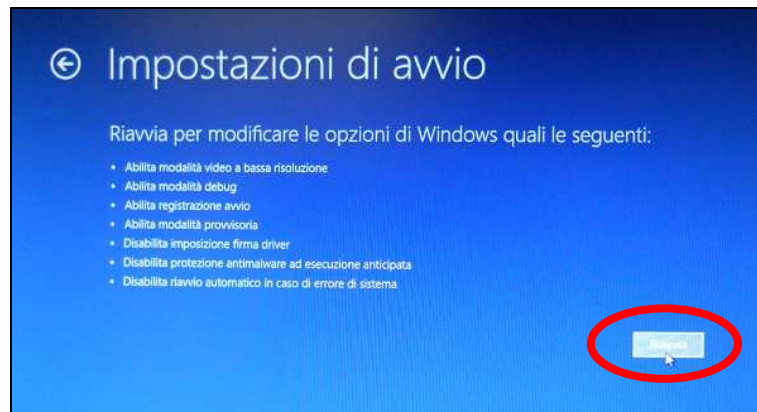 Impostazioni di avvio
Riavvia per modificare le opzioni di Windows quali le seguenti:
• Abilita modalità video a bassa risoluzione
• Abilita modalità debug
• Abilita registrazione avvio
• Abilita modalità provvisoria
• Disabilita imposizione firma driver
• Disabilita protezione antimalware ad esecuzione anticipata
• Disabilita riavvio automatico in caso di errore di sistema
Riavvia